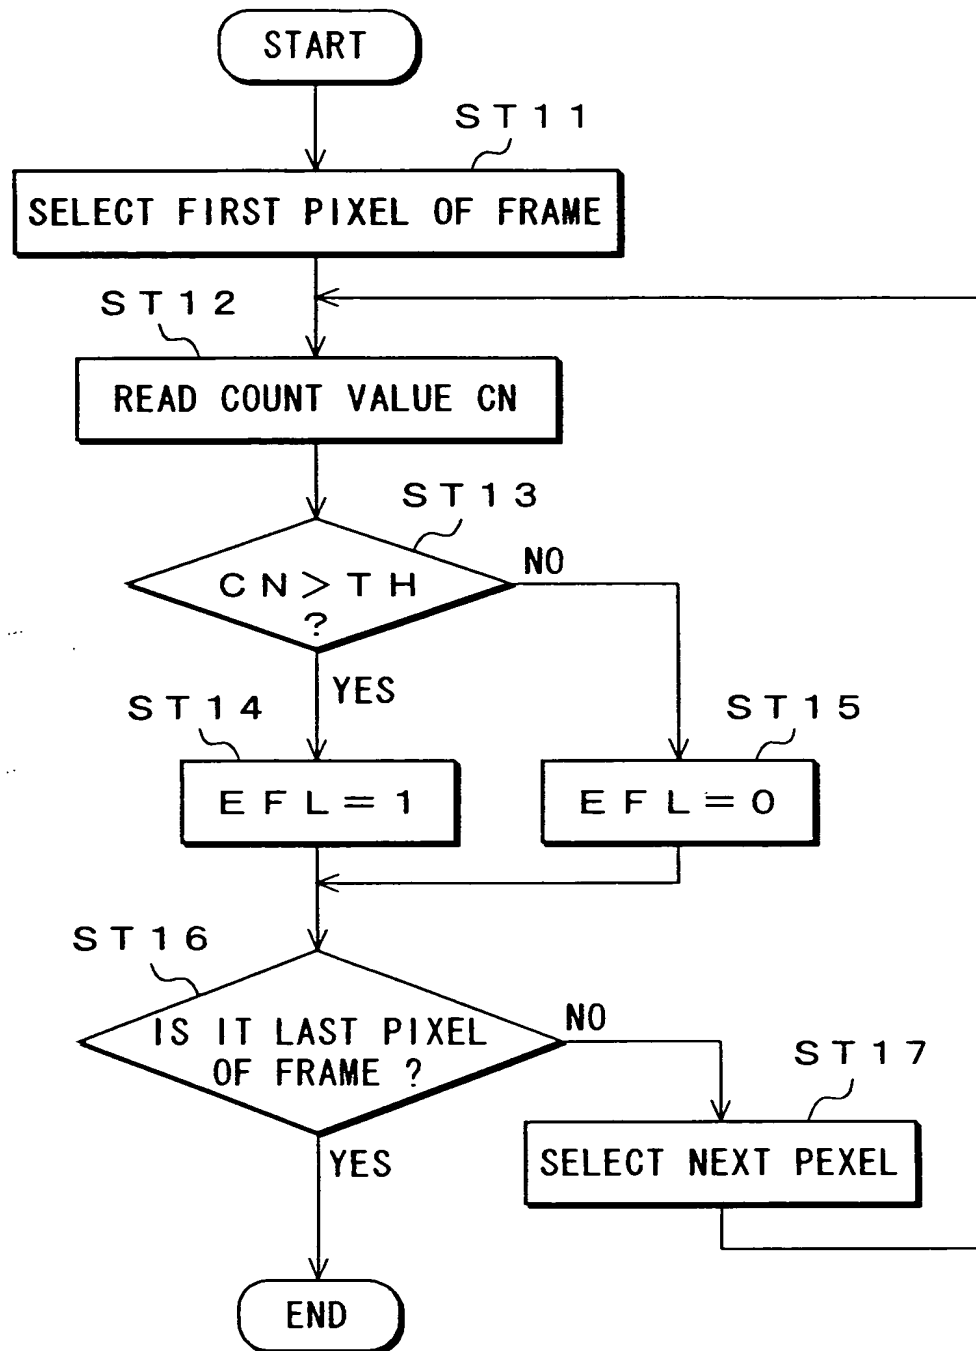 START
ST11
SELECT FIRST PIXEL OF FRAME
ST12
READ COUNT VALUE CN
ST13
CN>TH
?
NO
YES
ST14
ST15
EFL=1
EFL=0
ST16
IS IT LAST PIXEL
OF FRAME ?
NO
ST17
YES
SELECT NEXT PEXEL
END